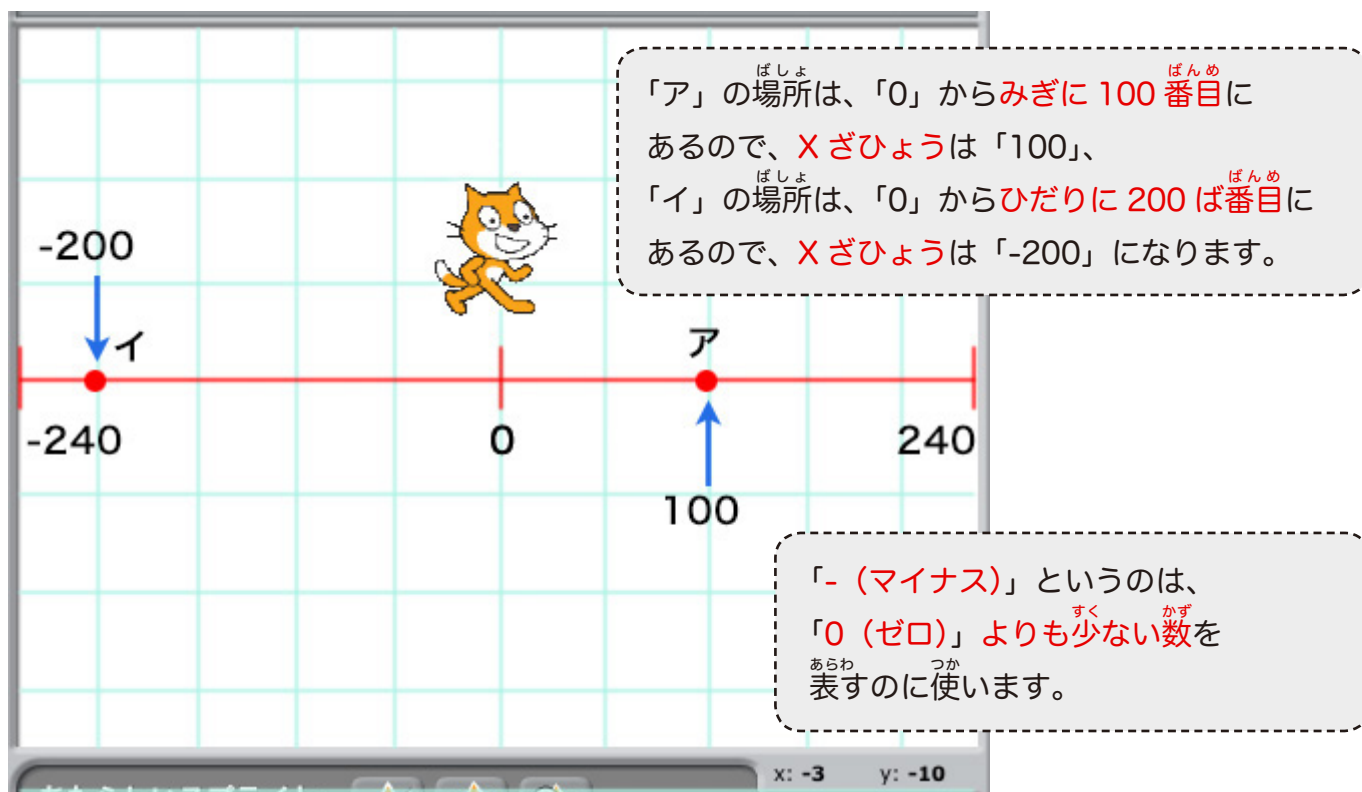 「ア」の場所は、「0」からみぎに 100 番目に
あるので、X ざひょうは「100」、
「イ」の場所は、「0」からひだりに 200 ば番目に
あるので、X ざひょうは「-200」になります。
-200
イ
ア
-240
0
240
100
「-（マイナス）」というのは、
「0（ゼロ）」よりも少ない数を
表すのに使います。
x: -3 y: -10